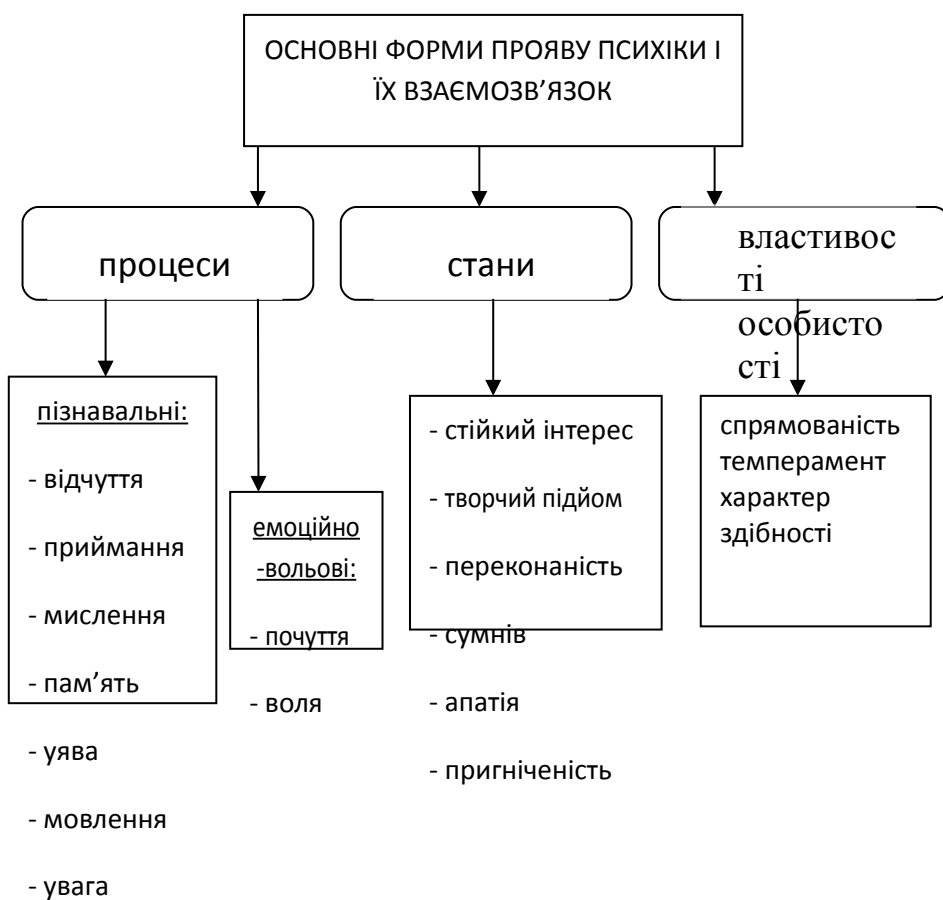 ОСНОВНІ ФОРМИ ПРОЯВУ ПСИХІКИ І
ЇХ ВЗАЄМОЗВ’ЯЗОК
процеси
стани
властивос
ті
особисто
сті
пізнавальні:
- відчуття
- приймання
- мислення
- пам’ять
- уява
- мовлення
- увага
емоційно
-вольові:
- почуття
- воля
- стійкий інтерес
- творчий підйом
- переконаність
- сумнів
- апатія
- пригніченість
спрямованість
темперамент
характер
здібності